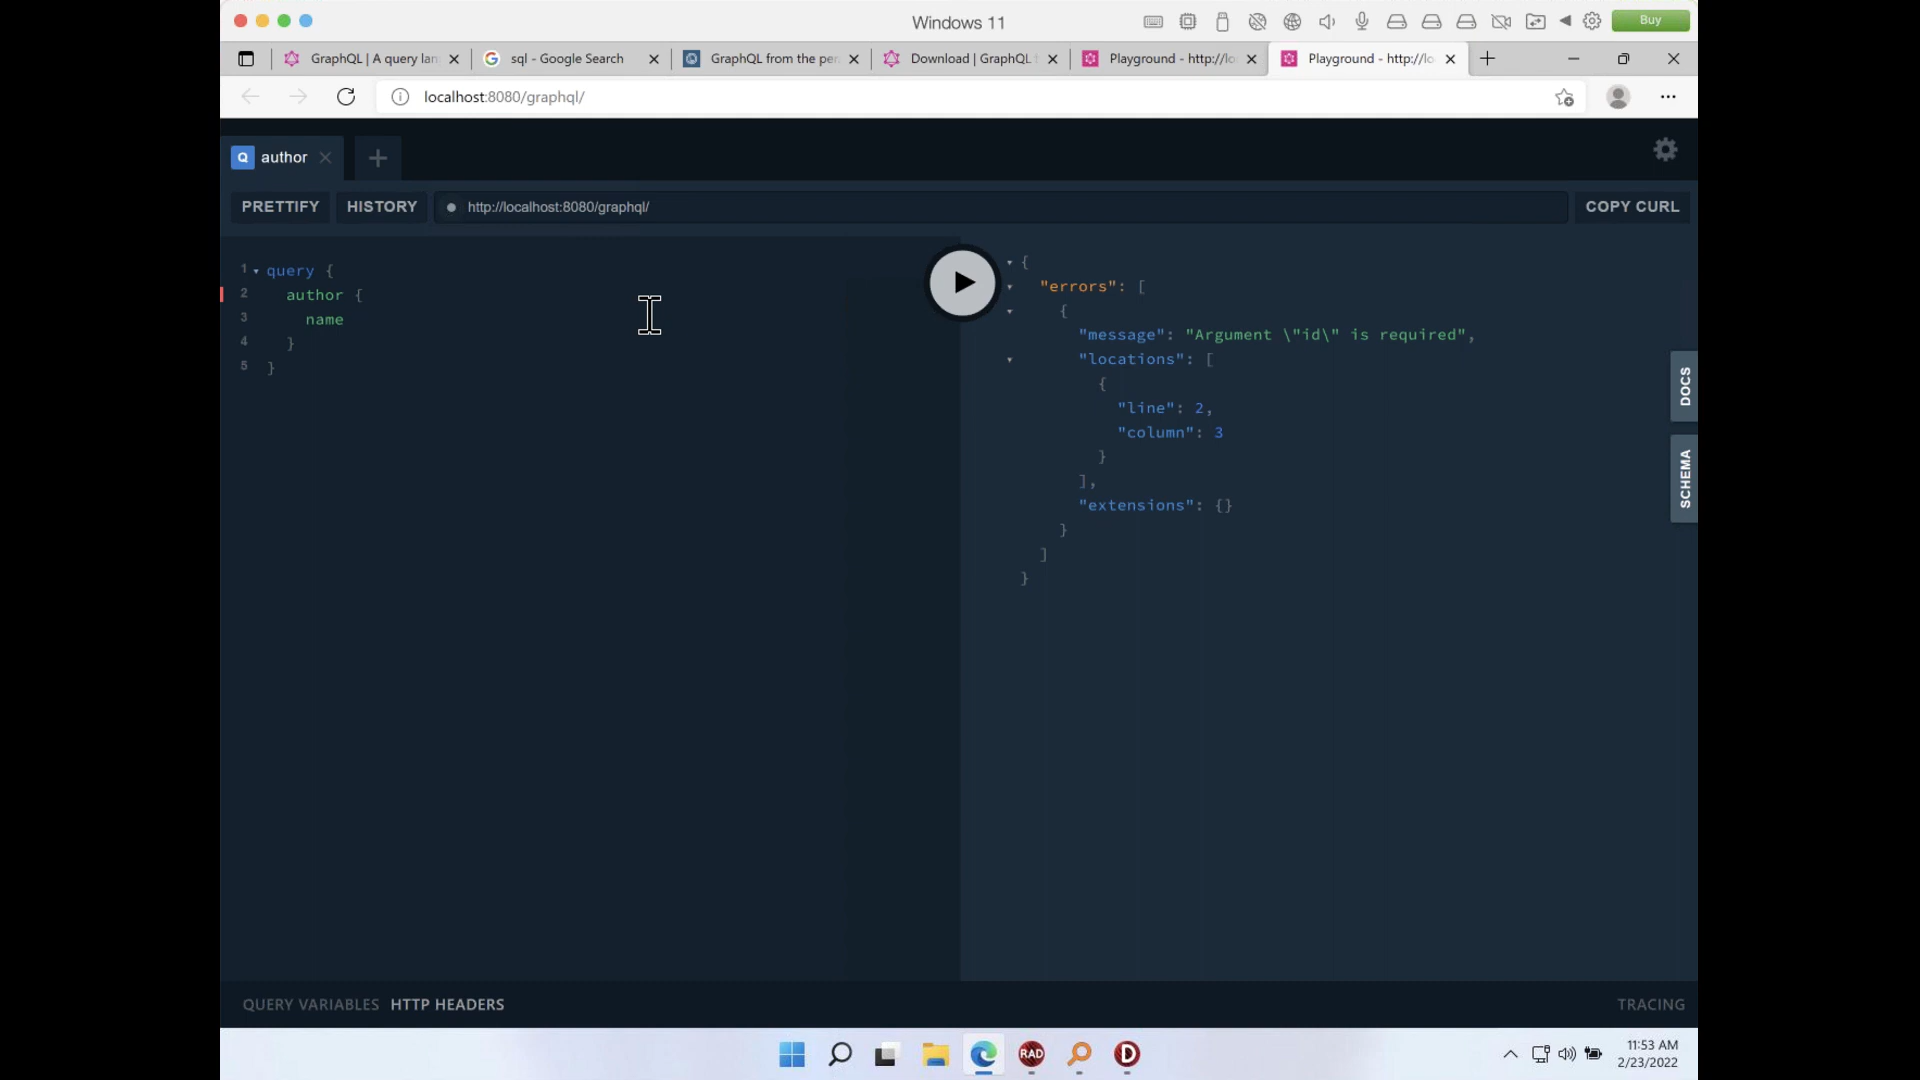 Windows 11
Buy
GraphQL | A query lan
sql - Google Search
GraphQL from the per
Download | GraphQL
Playground - http://lo
Playground - http://lo
localhost:8080/graphql/
Q author
PRETTIFY
HISTORY
http://localhost:8080/graphql/
COPY CURL
1 query {
2 author {
3 name
4 }
5 }
{
"errors": [
{
"message": "Argument \"id\" is required",
"locations": [
{
"line": 2,
"column": 3
}
],
"extensions": {}
}
]
}
DOCS
SCHEMA
QUERY VARIABLES
HTTP HEADERS
TRACING
RAD
D
11:53 AM
2/23/2022